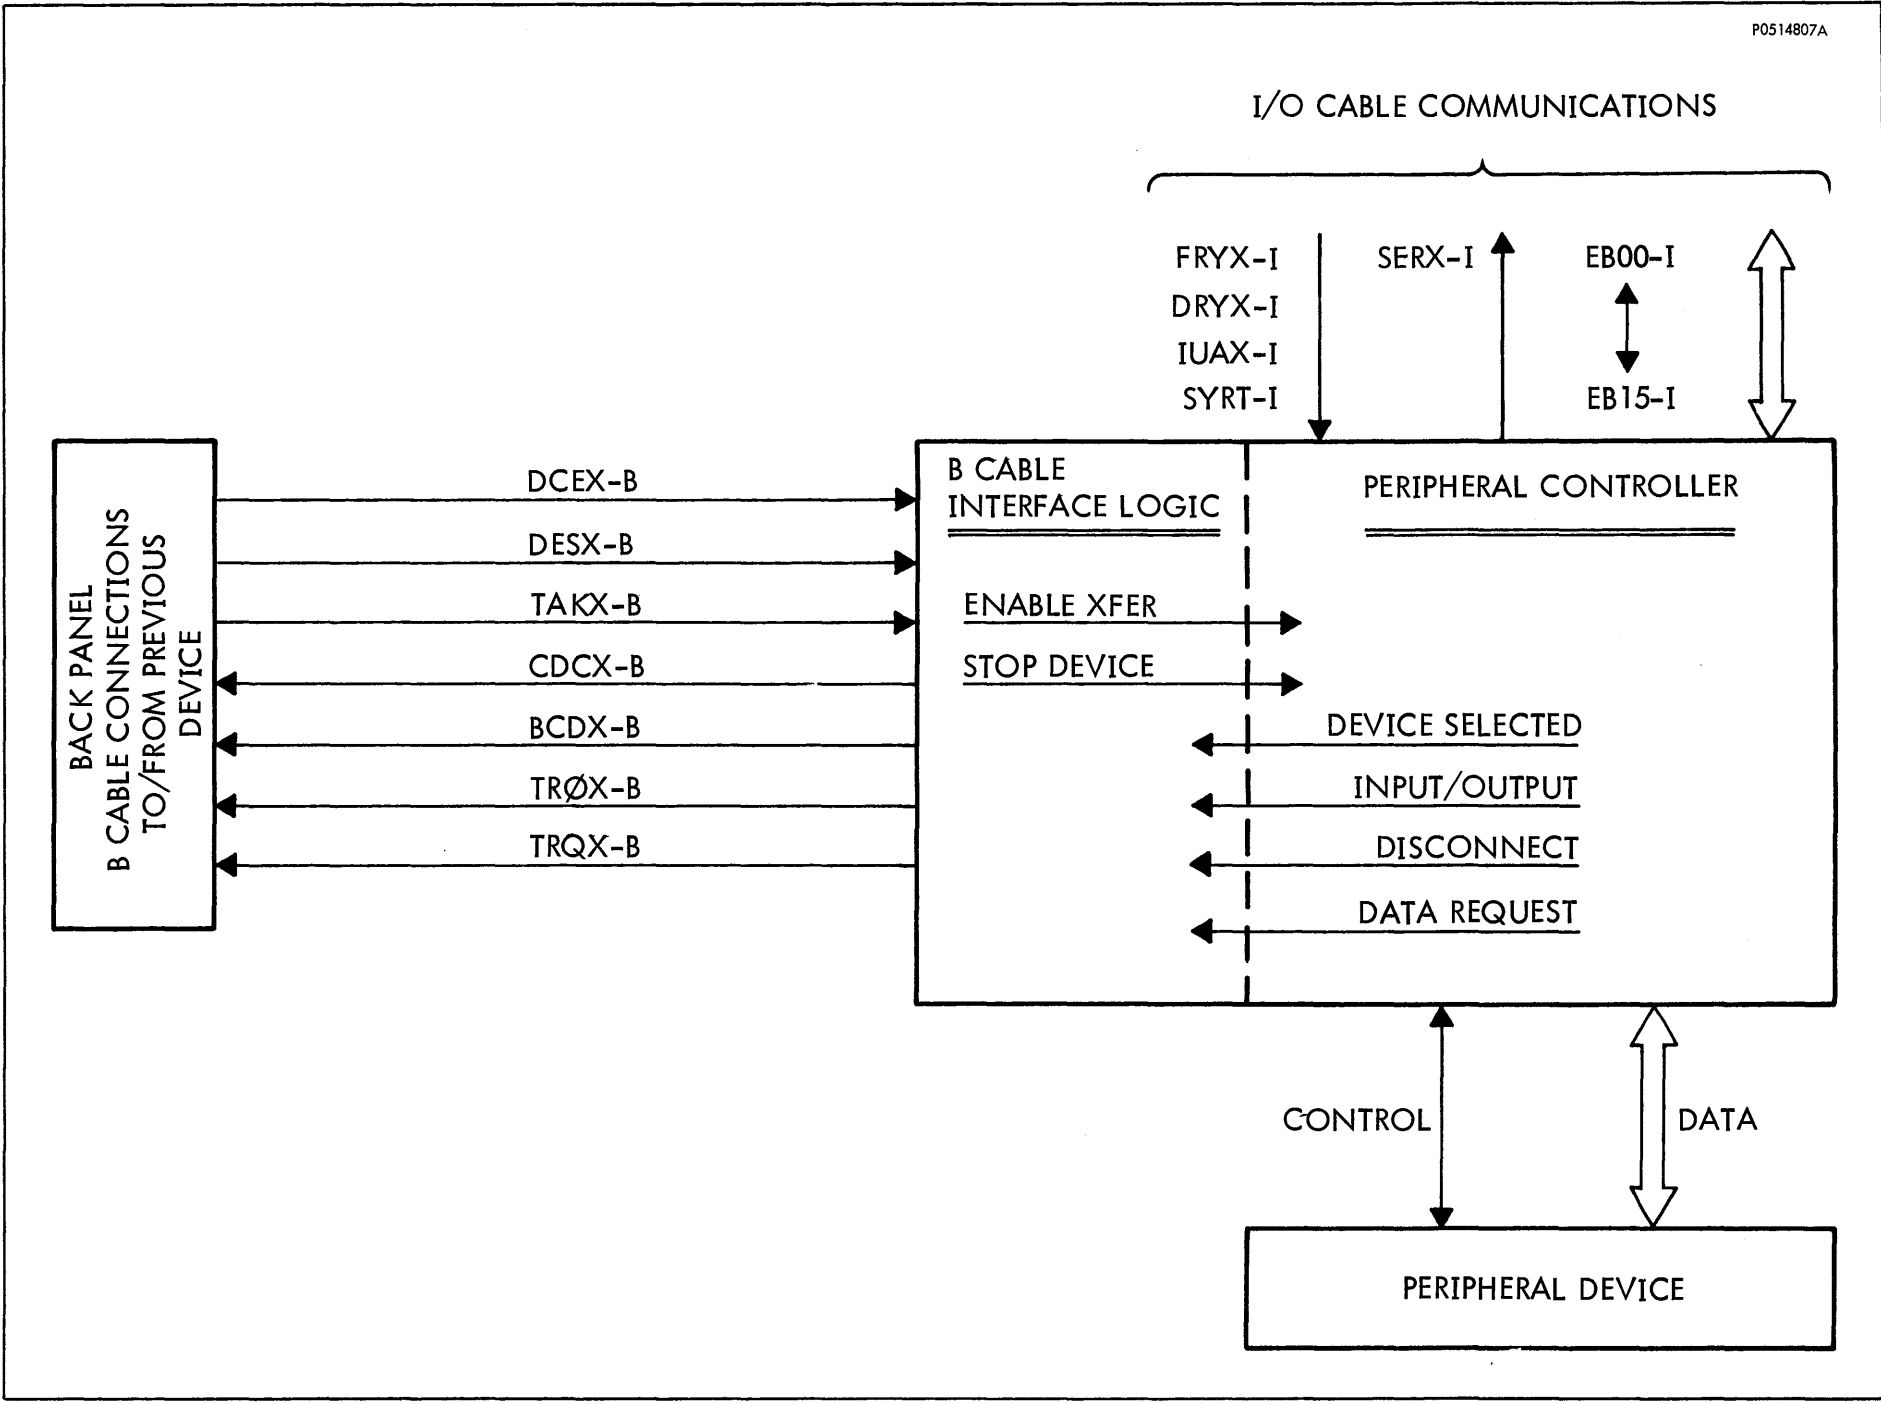 P0514807A
I/O CABLE COMMUNICATIONS
FRYX-I
DRYX-I
IUAX-I
SYRT-I
SERX-I
EB00-I
EB15-I
BACK PANEL
B CABLE CONNECTIONS
TO/FROM PREVIOUS
DEVICE
DCEX-B
DESX-B
TAKX-B
CDCX-B
BCDX-B
TRØX-B
TRQX-B
B CABLE
INTERFACE LOGIC
PERIPHERAL CONTROLLER
ENABLE XFER
STOP DEVICE
DEVICE SELECTED
INPUT/OUTPUT
DISCONNECT
DATA REQUEST
CONTROL
DATA
PERIPHERAL DEVICE